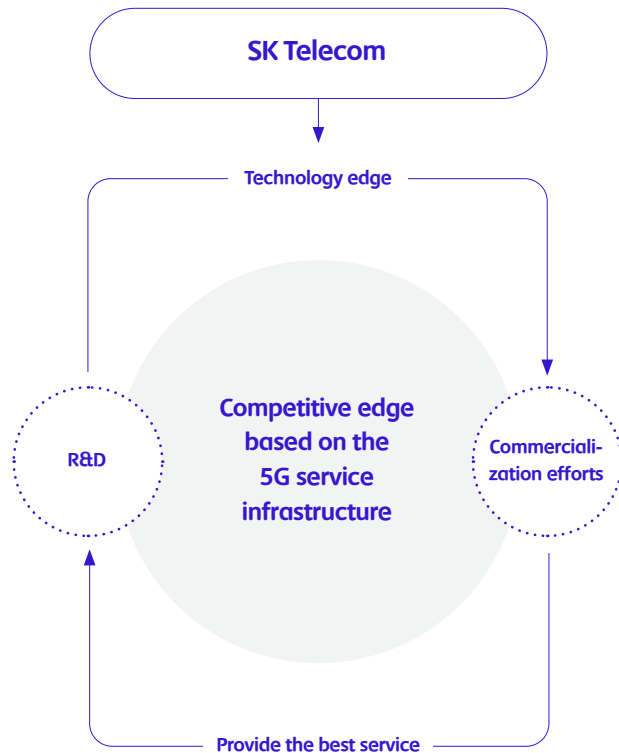 SK Telecom
Technology edge
Competitive edge
based on the
5G service
infrastructure
R&D
Commerciali-
zation efforts
Provide the best service